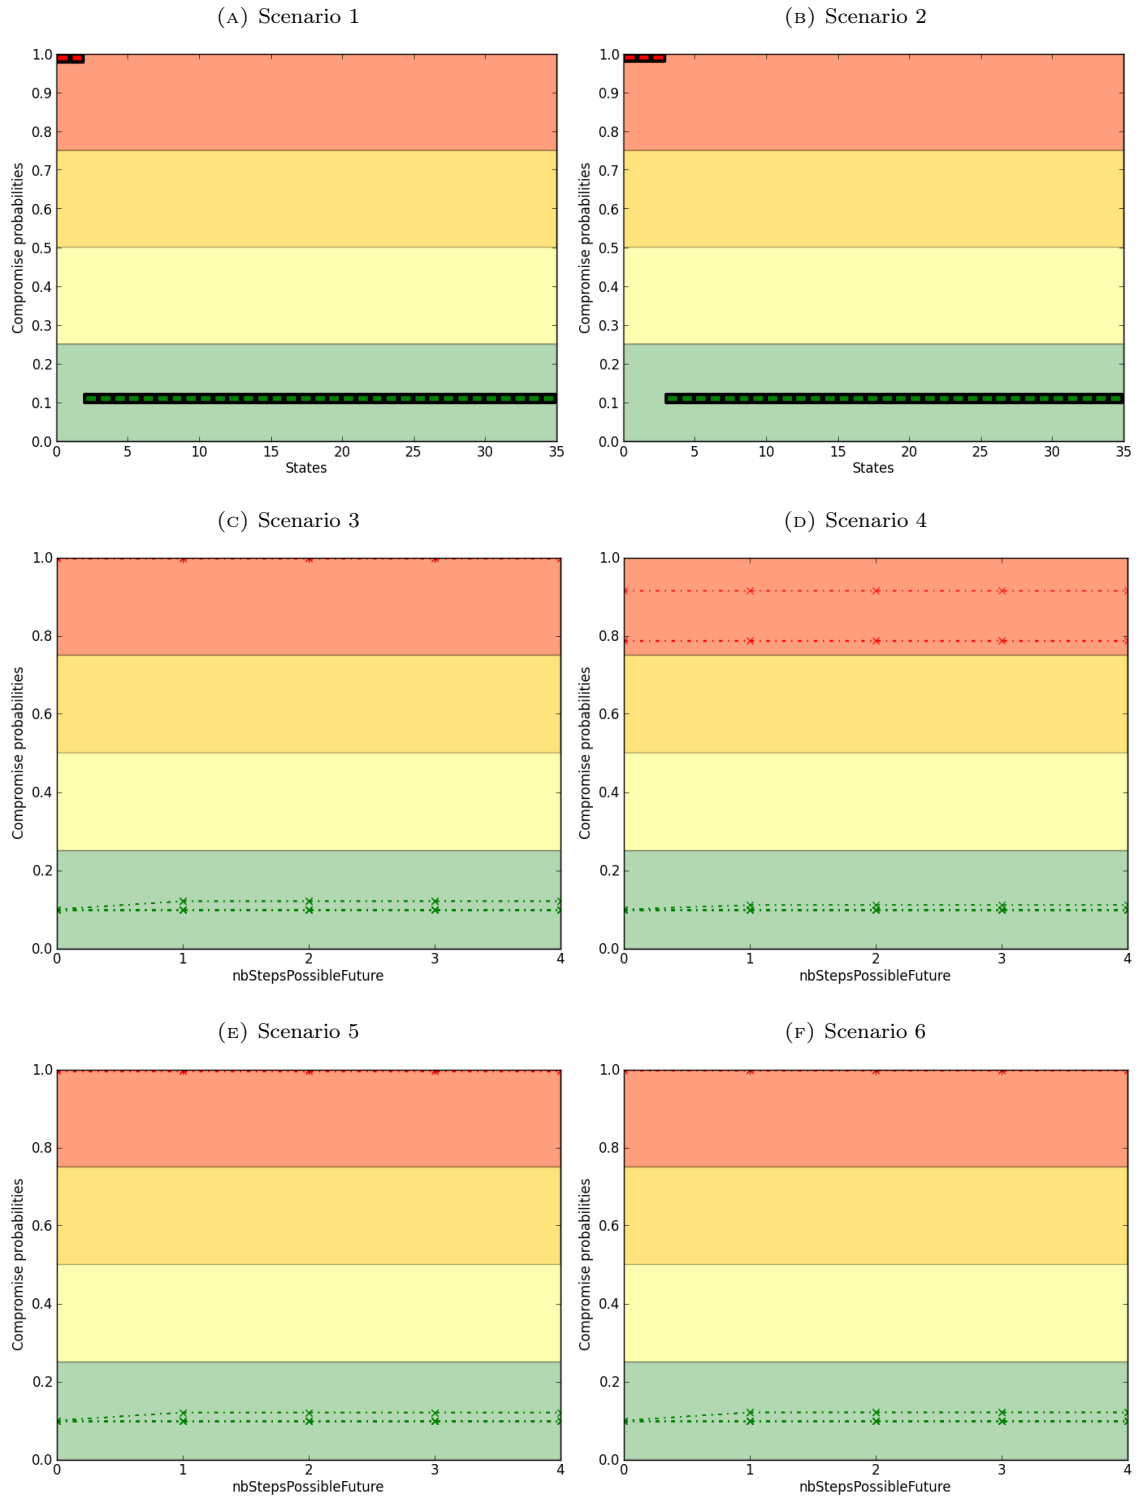 (A) Scenario 1
(B) Scenario 2
1.0
0.9
0.8
0.7
0.6
0.5
0.4
0.3
0.2
0.1
0.0
Compromise probabilities
0 5 10 15 20 25 30 35
States
1.0
0.9
0.8
0.7
0.6
0.5
0.4
0.3
0.2
0.1
0.0
Compromise probabilities
0 5 10 15 20 25 30 35
States
(C) Scenario 3
(D) Scenario 4
1.0
0.8
0.6
0.4
0.2
0.0
Compromise probabilities
0 1 2 3 4
nbStepsPossibleFuture
1.0
0.8
0.6
0.4
0.2
0.0
Compromise probabilities
0 1 2 3 4
nbStepsPossibleFuture
(E) Scenario 5
(F) Scenario 6
1.0
0.8
0.6
0.4
0.2
0.0
Compromise probabilities
0 1 2 3 4
nbStepsPossibleFuture
1.0
0.8
0.6
0.4
0.2
0.0
Compromise probabilities
0 1 2 3 4
nbStepsPossibleFuture